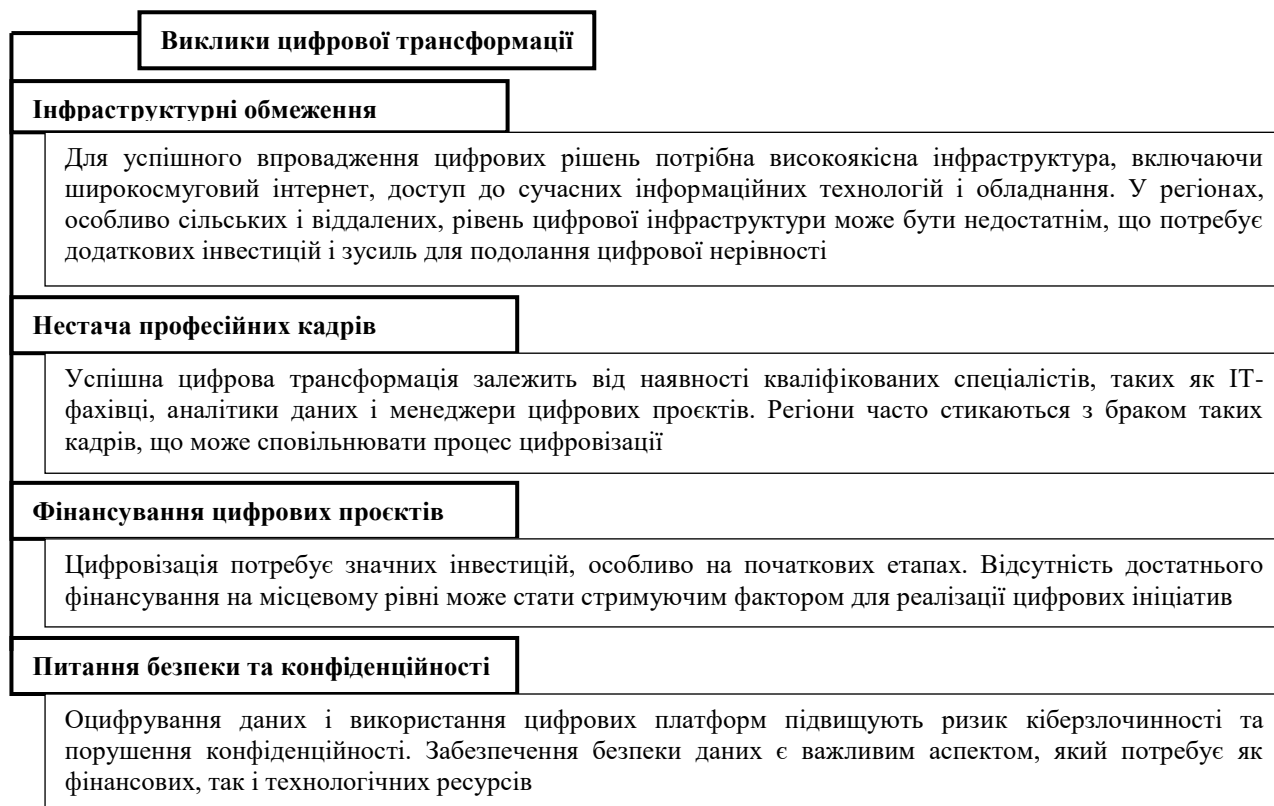 Виклики цифрової трансформації
Інфраструктурні обмеження
Для успішного впровадження цифрових рішень потрібна високоякісна інфраструктура, включаючи
широкосмуговий інтернет, доступ до сучасних інформаційних технологій і обладнання. У регіонах,
особливо сільських і віддалених, рівень цифрової інфраструктури може бути недостатнім, що потребує
додаткових інвестицій і зусиль для подолання цифрової нерівності
Нестача професійних кадрів
Успішна цифрова трансформація залежить від наявності кваліфікованих спеціалістів, таких як ІТ-
фахівці, аналітики даних і менеджери цифрових проєктів. Регіони часто стикаються з браком таких
кадрів, що може сповільнювати процес цифровізації
Фінансування цифрових проєктів
Цифровізація потребує значних інвестицій, особливо на початкових етапах. Відсутність достатнього
фінансування на місцевому рівні може стати стримуючим фактором для реалізації цифрових ініціатив
Питання безпеки та конфіденційності
Оцифрування даних і використання цифрових платформ підвищують ризик кіберзлочинності та
порушення конфіденційності. Забезпечення безпеки даних є важливим аспектом, який потребує як
фінансових, так і технологічних ресурсів